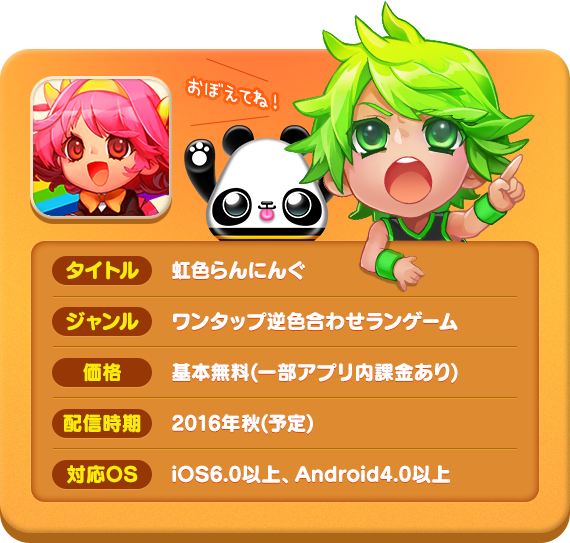 おぼえてね!
タイトル 虹色らんにんぐ
ジャンル ワンタップ逆色合わせランゲーム
価格 基本無料(一部アプリ内課金あり)
配信時期 2016年秋(予定)
対応OS iOS6.0以上、Android4.0以上